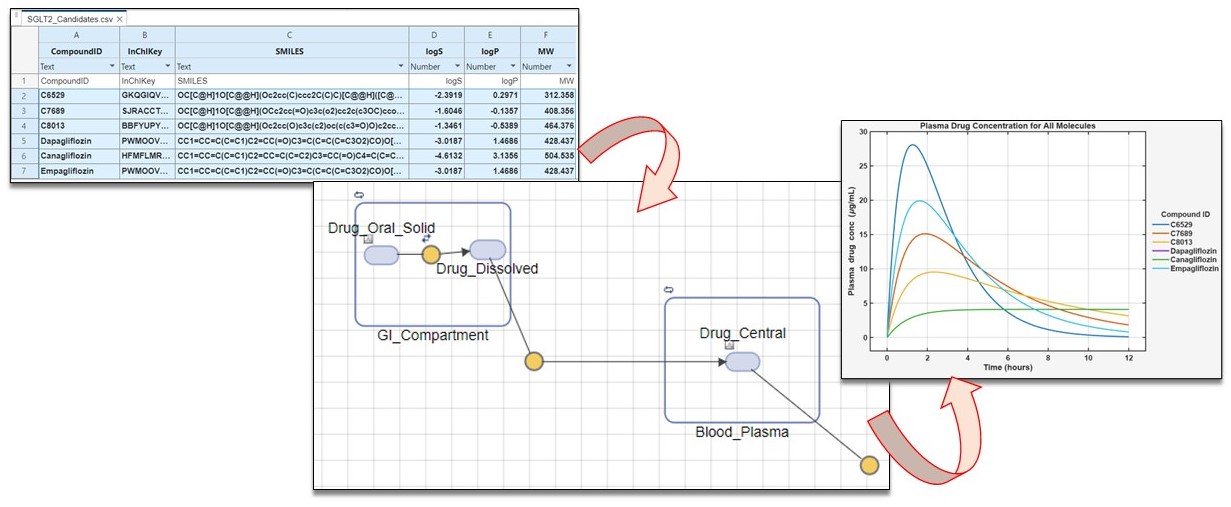 SGLT2_Candidates.csv
A B C D E F
CompoundID InChIKey SMILES logS logP MW
Text Text Text Number Number Number
1 CompoundID InChIKey SMILES logS logP MW
2 C6529 GKQGIQV... OC[C@H]1O[C@@H](Oc2cc(C)ccc2C(C)C)[C@@H]([C@... -2.3919 0.2971 312.358
3 C7689 SJRACCT... OC[C@H]1O[C@@H](OCc2cc(=O)c3c(o2)cc2c(c3OC)cco... -1.6046 -0.1357 408.356
4 C8013 BBFYUPY... OC[C@H]1O[C@@H](Oc2cc(O)c3c(c2)oc(c(c3=O)O)c2cc... -1.3461 -0.5389 464.376
5 Dapagliflozin PWMOOV... CC1=CC=C(C=C1)C2=CC(=O)C3=C(C=C(C=C3O2)CO)O[... -3.0187 1.4686 428.437
6 Canagliflozin HFMFLMR... CC1=CC=C(C=C1)C2=CC=C(C=C2)C3=CC(=O)C4=C(C=C... -4.6132 3.1356 504.535
7 Empagliflozin PWMOOV... CC1=CC=C(C=C1)C2=CC(=O)C3=C(C=C(C=C3O2)CO)O[... -3.0187 1.4686 428.437
Drug_Oral_Solid
Drug_Dissolved
GI_Compartment
Drug_Central
Blood_Plasma
Plasma Drug Concentration for All Molecules
Plasma drug conc (µg/mL)
30
25
20
15
10
5
0
0 2 4 6 8 10 12
Time (hours)
Compound ID
C6529
C7689
C8013
Dapagliflozin
Canagliflozin
Empagliflozin